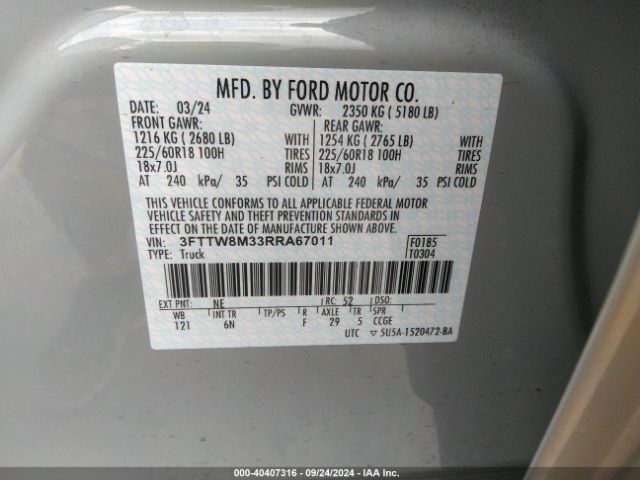 MFD. BY FORD MOTOR CO.
DATE: 03/24 GVWR: 2350 KG ( 5180 LB)
FRONT GAWR: REAR GAWR:
1216 KG ( 2680 LB) WITH 1254 KG ( 2765 LB) WITH
225/60R18 100H TIRES 225/60R18 100H TIRES
18x7.0J RIMS 18x7.0J RIMS
AT 240 kPa/ 35 PSI COLD AT 240 kPa/ 35 PSI COLD
THIS VEHICLE CONFORMS TO ALL APPLICABLE FEDERAL MOTOR
VEHICLE SAFETY AND THEFT PREVENTION STANDARDS IN
EFFECT ON THE DATE OF MANUFACTURE SHOWN ABOVE.
VIN: 3FTTW8M33RRA67011 F0185
TYPE: Truck T0304
EXT PNT: NE RC: 52 DSO:
WB INT TR TP/PS R AXLE TR SPR
121 6N F 29 5 CCGE
UTC ▽ 5U5A-1520472-BA
000-40407316 - 09/24/2024 - IAA Inc.